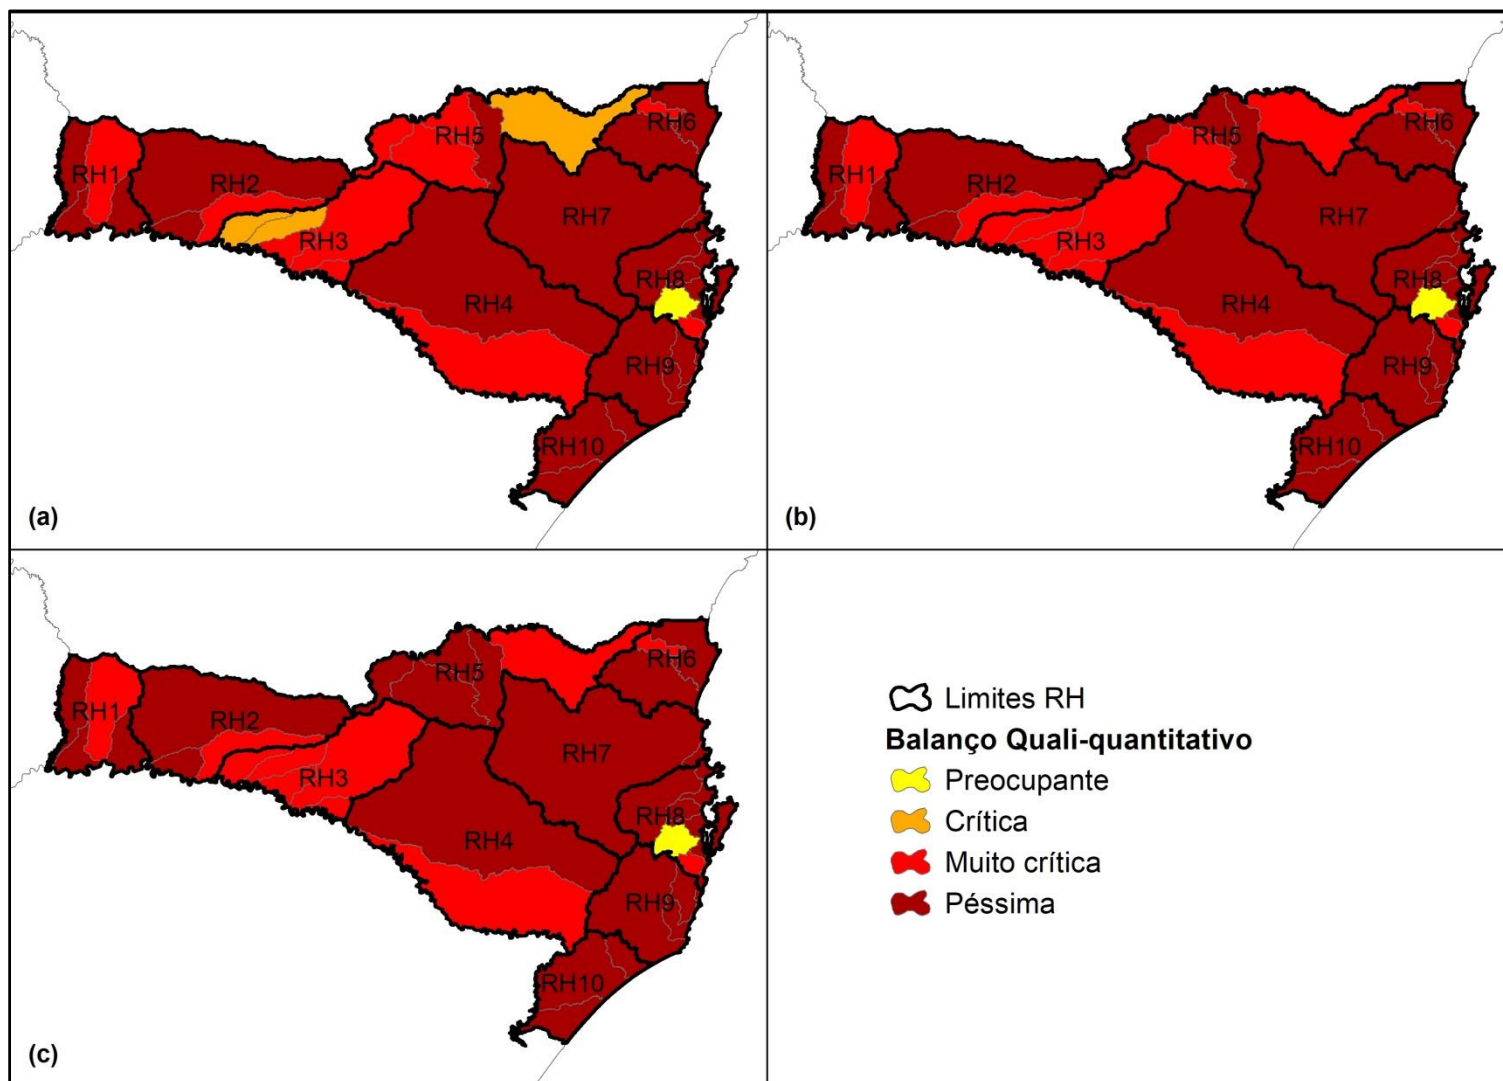 RH5
RH6
RH1
RH2
RH7
RH3
RH8
RH4
RH9
RH10
(a)
RH5
RH6
RH1
RH2
RH7
RH3
RH8
RH4
RH9
RH10
(b)
RH5
RH6
RH1
RH2
RH7
RH3
RH8
RH4
RH9
RH10
(c)
Limites RH
Balanço Quali-quantitativo
Preocupante
Crítica
Muito crítica
Péssima